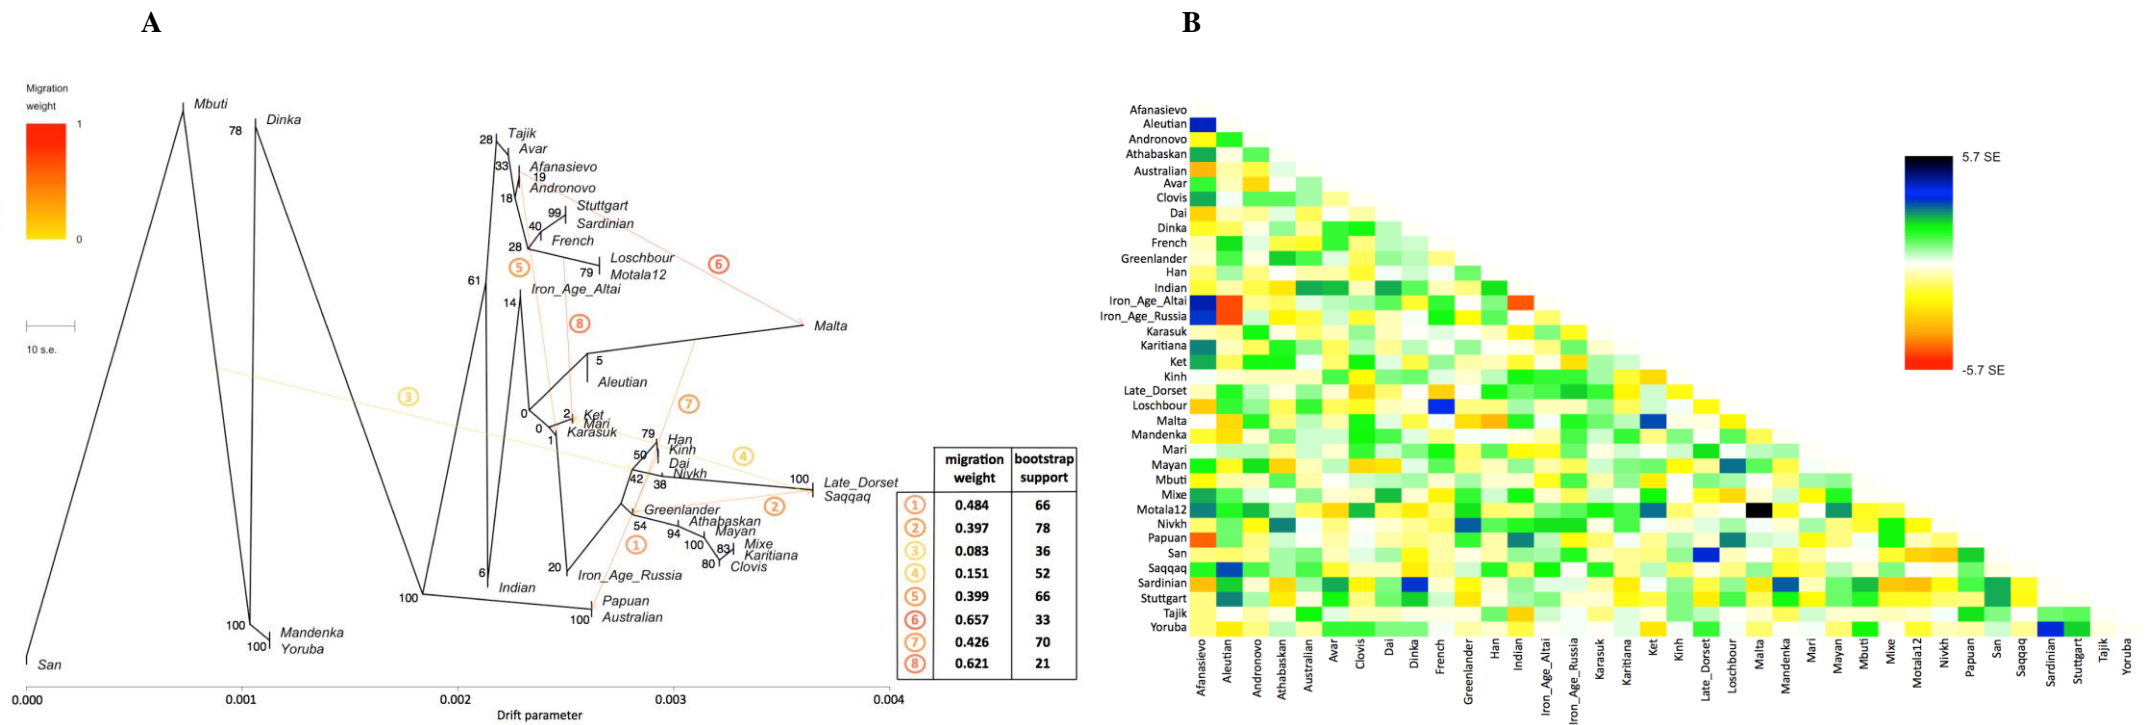 A
B
Migration
weight
1
0
10 s.e.
Mbuti
Dinka
78
Tajik
28
Avar
33
Afanasievo
19
Andronovo
18
Stuttgart
99
Sardinian
40
French
28
Loschbour
79
Motala12
5
6
61
Iron_Age_Altai
14
8
Malta
5
Aleutian
3
0
2
Ket
Mari
0
Karasuk
1
7
79
Han
Kinh
50
Dai
4
42
Nivkh
38
100
Late_Dorset
Saqqaq
2
Greenlander
54
Athabaskan
94
Mayan
100
1
83
Mixe
Karitiana
80
Clovis
20
Iron_Age_Russia
6
Indian
100
Papuan
100
Australian
100
Mandenka
100
Yoruba
San
0.000
0.001
0.002
0.003
0.004
Drift parameter
migration weight
bootstrap support
1 0.484 66
2 0.397 78
3 0.083 36
4 0.151 52
5 0.399 66
6 0.657 33
7 0.426 70
8 0.621 21
Afanasievo
Aleutian
Andronovo
Athabaskan
Australian
Avar
Clovis
Dai
Dinka
French
Greenlander
Han
Indian
Iron_Age_Altai
Iron_Age_Russia
Karasuk
Karitiana
Ket
Kinh
Late_Dorset
Loschbour
Malta
Mandenka
Mari
Mayan
Mbuti
Mixe
Motala12
Nivkh
Papuan
San
Saqqaq
Sardinian
Stuttgart
Tajik
Yoruba
5.7 SE
-5.7 SE
Afanasievo
Aleutian
Andronovo
Athabaskan
Australian
Avar
Clovis
Dai
Dinka
French
Greenlander
Han
Indian
Iron_Age_Altai
Iron_Age_Russia
Karasuk
Karitiana
Ket
Kinh
Late_Dorset
Loschbour
Malta
Mandenka
Mari
Mayan
Mbuti
Mixe
Motala12
Nivkh
Papuan
San
Saqqaq
Sardinian
Stuttgart
Tajik
Yoruba